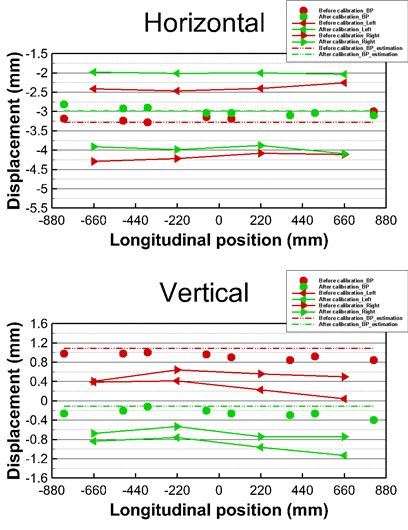 Horizontal
Before calibration_BP
After calibration_BP
Before calibration_Left
After calibration_Left
Before calibration_Right
After calibration_Right
Before calibration_BP_estimation
After calibration_BP_estimation
Displacement (mm)
-1.5
-2
-2.5
-3
-3.5
-4
-4.5
-5
-5.5
-880 -660 -440 -220 0 220 440 660 880
Longitudinal position (mm)
Vertical
Before calibration_BP
After calibration_BP
Before calibration_Left
After calibration_Left
Before calibration_Right
After calibration_Right
Before calibration_BP_estimation
After calibration_BP_estimation
Displacement (mm)
1.6
1.2
0.8
0.4
0
-0.4
-0.8
-1.2
-1.6
-880 -660 -440 -220 0 220 440 660 880
Longitudinal position (mm)